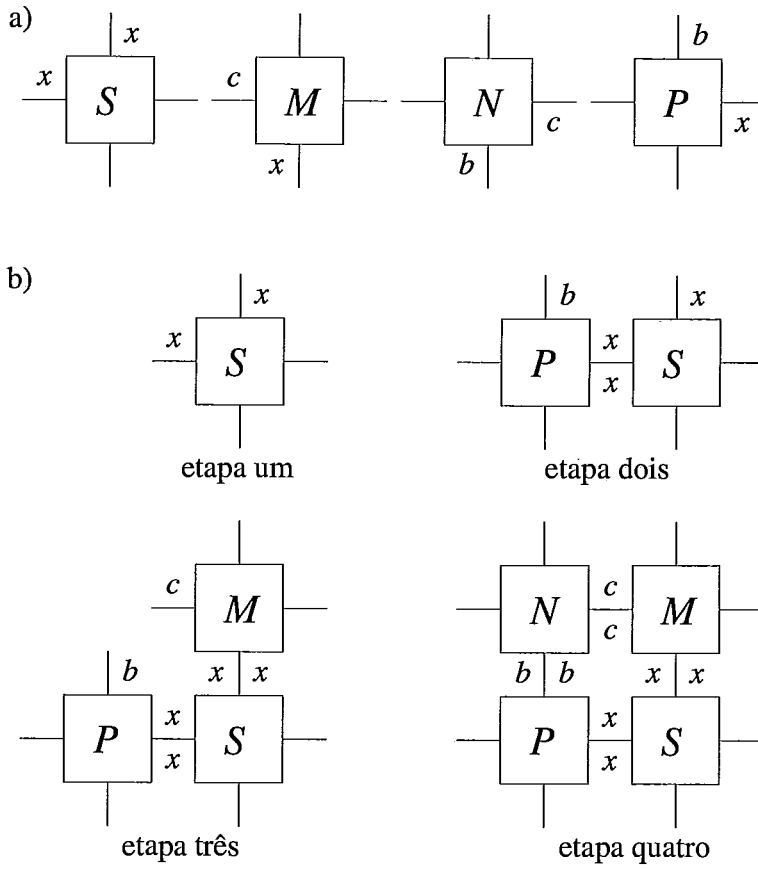 a)
x b
x S c M N P
c x
x b
b)
x b x
x S P x S
x
etapa um etapa dois
c M N c M
c
b x x b b x x
P x S P x S
x x
etapa três etapa quatro